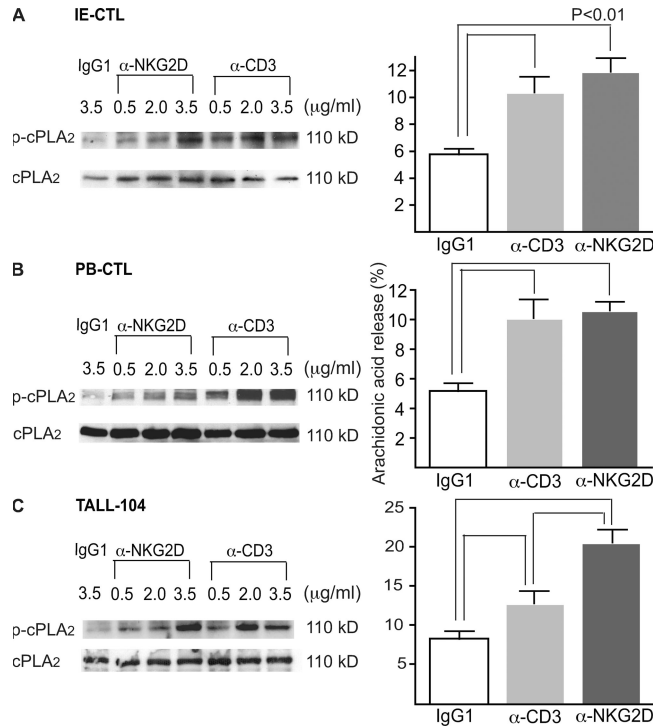 A IE-CTL
IgG1 α-NKG2D α-CD3
3.5 0.5 2.0 3.5 0.5 2.0 3.5 (μg/ml)
p-cPLA2 110 kD
cPLA2 110 kD
P<0.01
12
10
8
6
4
2
IgG1 α-CD3 α-NKG2D
B PB-CTL
IgG1 α-NKG2D α-CD3
3.5 0.5 2.0 3.5 0.5 2.0 3.5 (μg/ml)
p-cPLA2 110 kD
cPLA2 110 kD
Arachidonic acid release (%)
12
10
8
6
4
2
IgG1 α-CD3 α-NKG2D
C TALL-104
IgG1 α-NKG2D α-CD3
3.5 0.5 2.0 3.5 0.5 2.0 3.5 (μg/ml)
p-cPLA2 110 kD
cPLA2 110 kD
25
20
15
10
5
IgG1 α-CD3 α-NKG2D